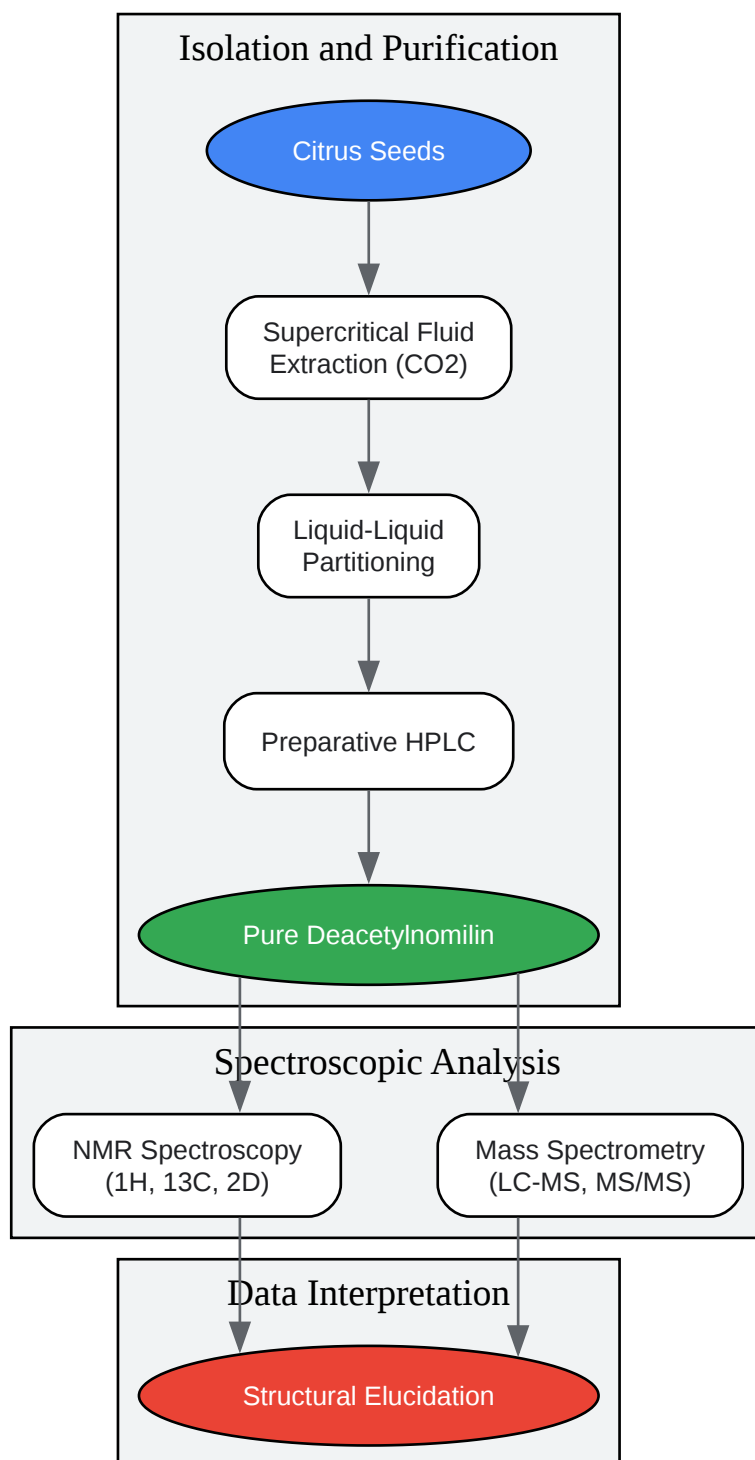 Isolation and Purification
Citrus Seeds
Supercritical Fluid
Extraction (CO2)
Liquid-Liquid
Partitioning
Preparative HPLC
Pure Deacetylnomilin
Spectroscopic Analysis
NMR Spectroscopy
(1H, 13C, 2D)
Mass Spectrometry
(LC-MS, MS/MS)
Data Interpretation
Structural Elucidation